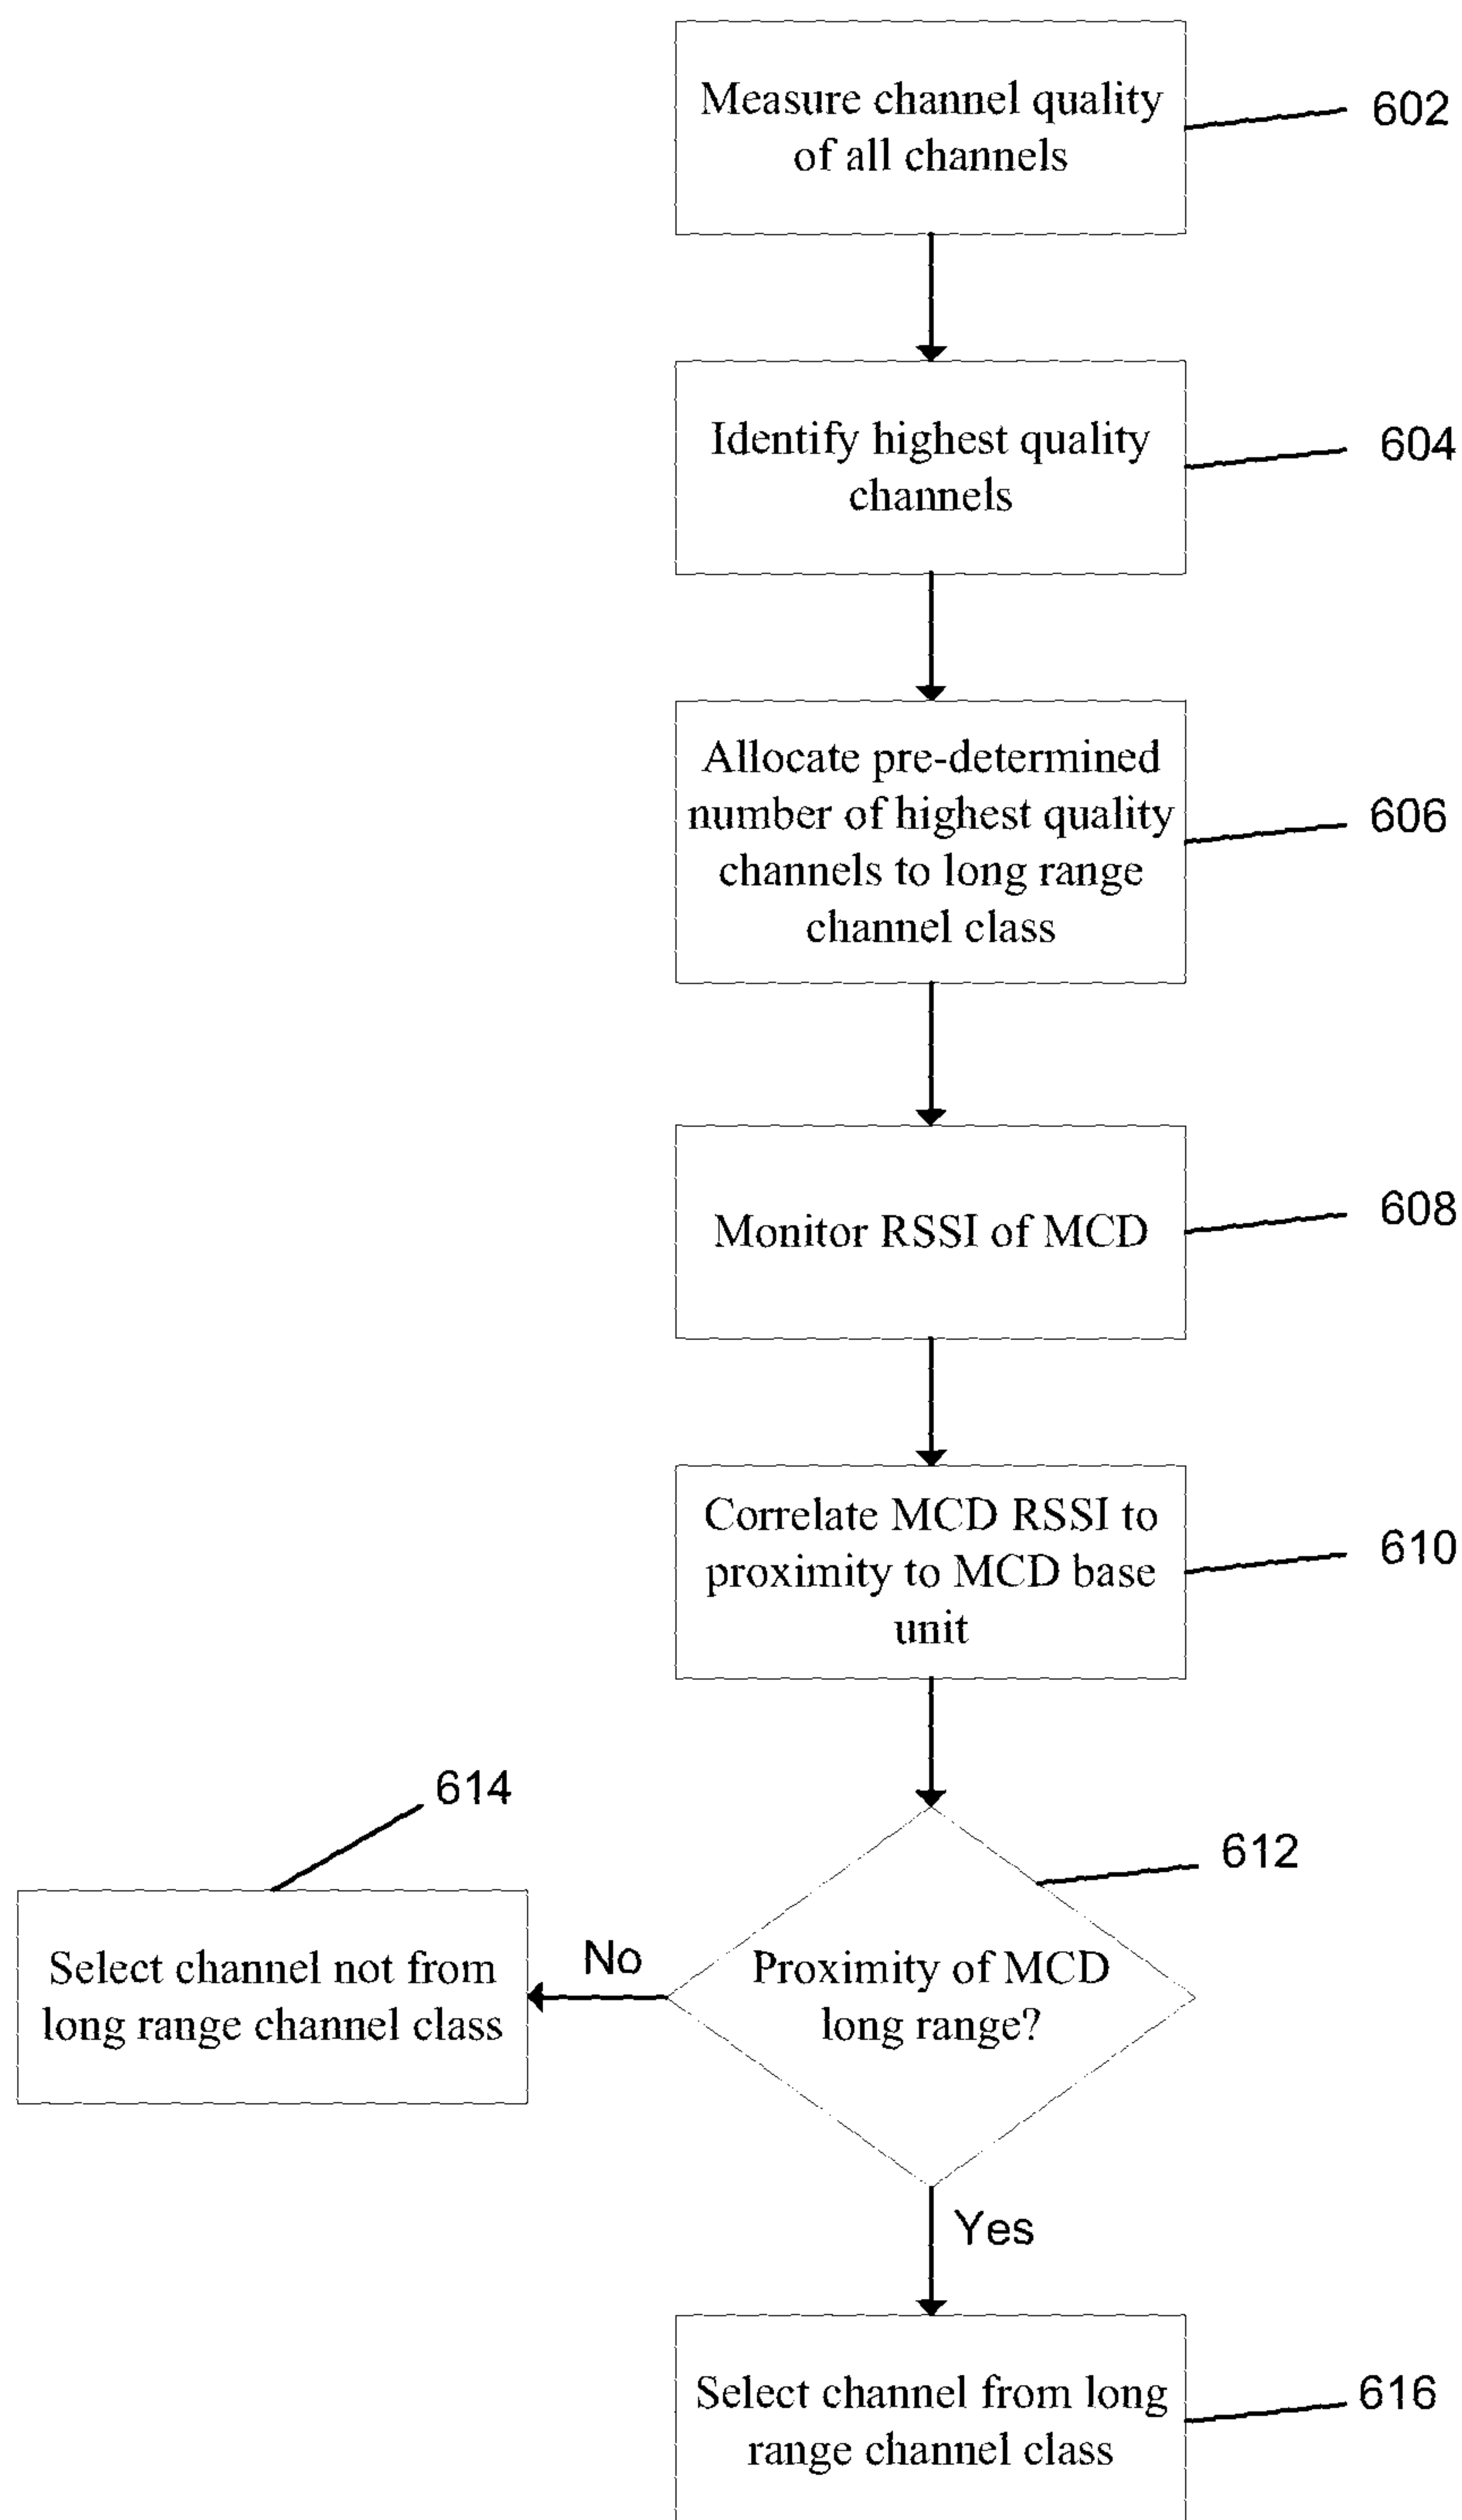 Measure channel quality
of all channels
602
Identify highest quality
channels
604
Allocate pre-determined
number of highest quality
channels to long range
channel class
606
Monitor RSSI of MCD
608
Correlate MCD RSSI to
proximity to MCD base
unit
610
614
612
Select channel not from
long range channel class
No
Proximity of MCD
long range?
Yes
Select channel from long
range channel class
616